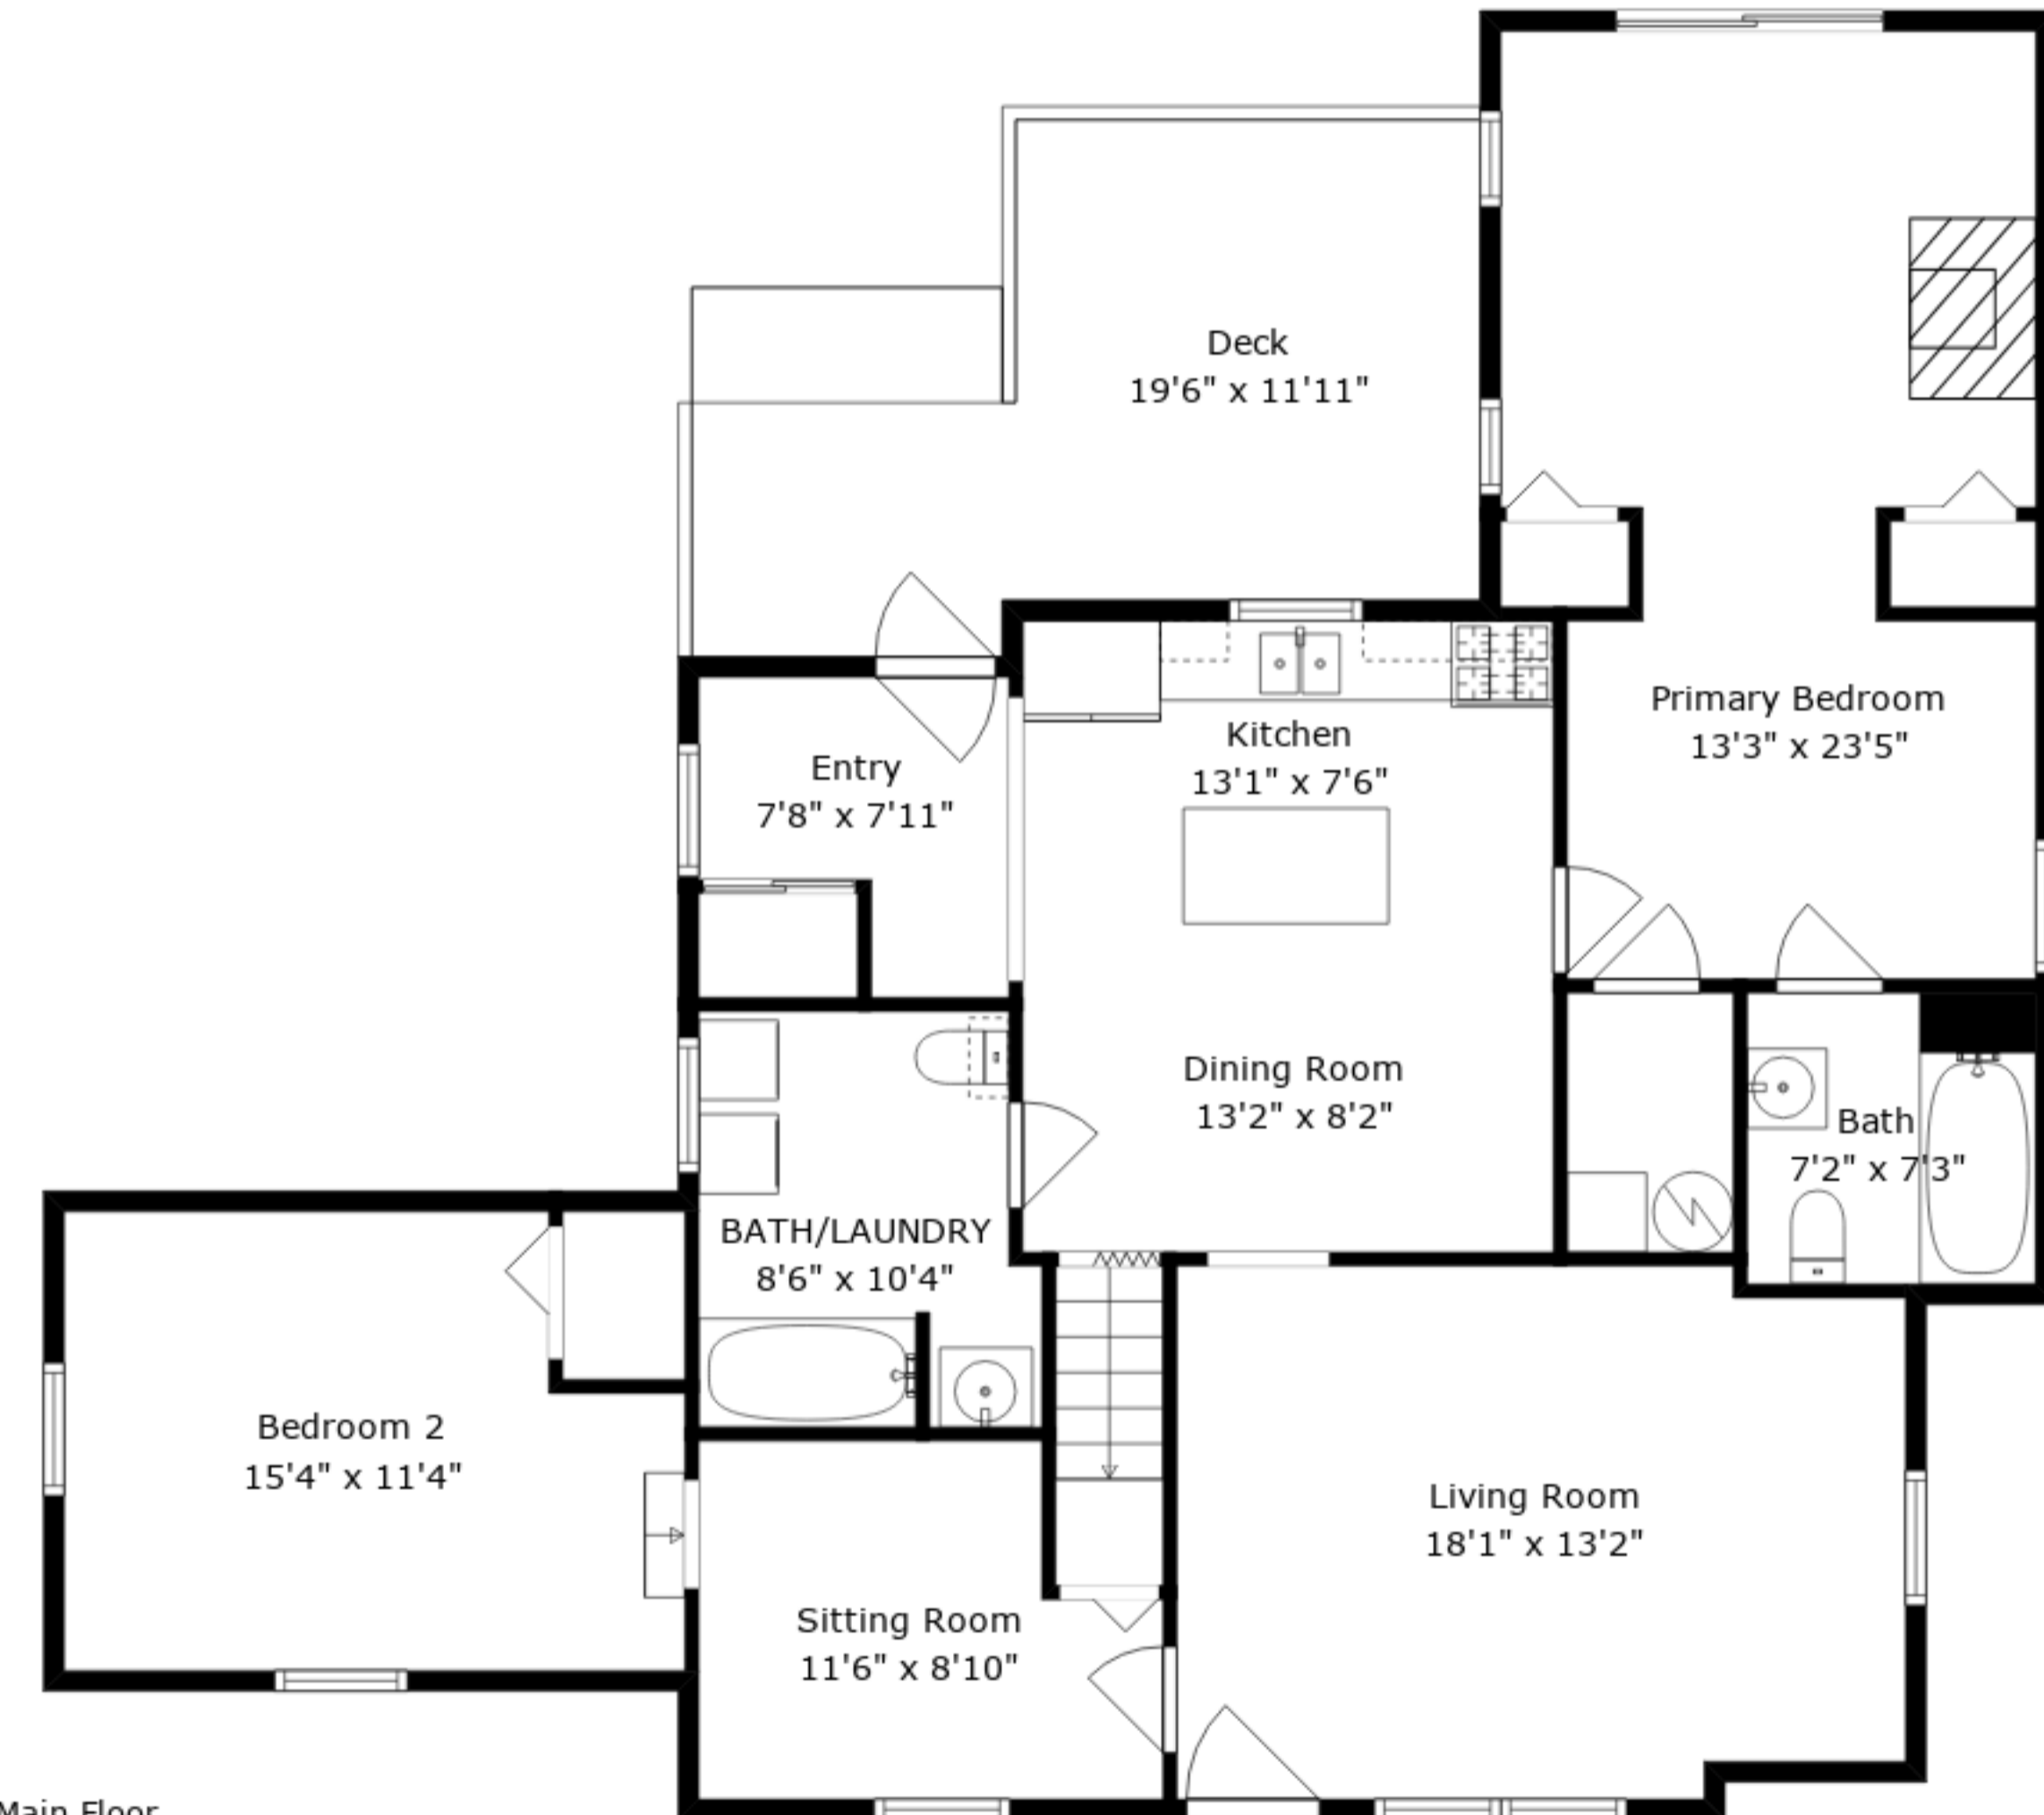 Deck
19'6" x 11'11"
Primary Bedroom
13'3" x 23'5"
Kitchen
13'1" x 7'6"
Entry
7'8" x 7'11"
Dining Room
13'2" x 8'2"
Bath
7'2" x 7'3"
BATH/LAUNDRY
8'6" x 10'4"
Bedroom 2
15'4" x 11'4"
Living Room
18'1" x 13'2"
Sitting Room
11'6" x 8'10"
Main Floor